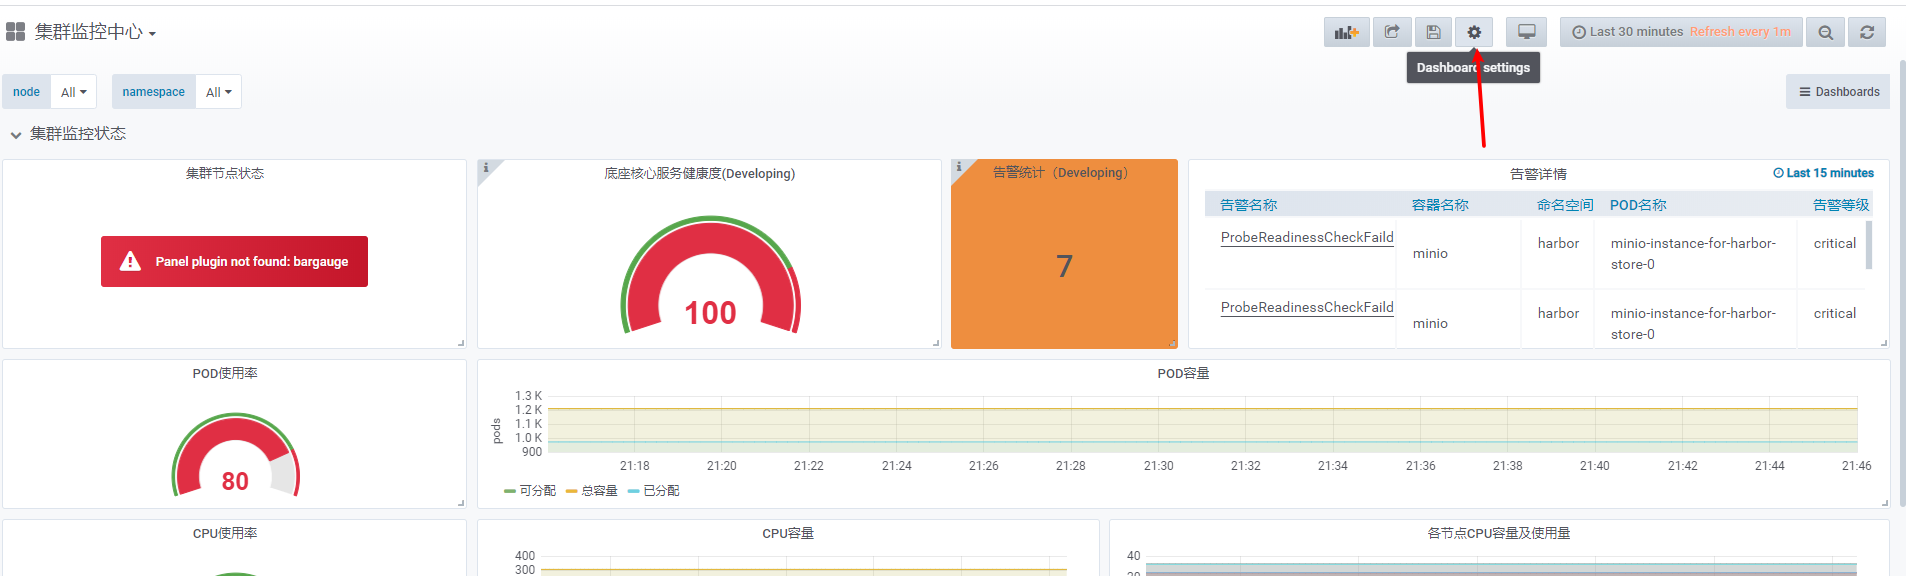 集群监控中心
Last 30 minutes Refresh every 1m
Dashboard settings
node All
namespace All
Dashboards
集群监控状态
集群节点状态
Panel plugin not found: bargauge
底座核心服务健康度(Developing)
100
告警统计（Developing）
7
告警详情
Last 15 minutes
告警名称 容器名称 命名空间 POD名称 告警等级
ProbeReadinessCheckFaild minio harbor minio-instance-for-harbor-
store-0 critical
ProbeReadinessCheckFaild minio harbor minio-instance-for-harbor-
store-0 critical
POD使用率
80
POD容量
pods
1.3 K
1.2 K
1.1 K
1.0 K
900
21:18 21:20 21:22 21:24 21:26 21:28 21:30 21:32 21:34 21:36 21:38 21:40 21:42 21:44 21:46
可分配 总容量 已分配
CPU使用率
CPU容量
400
300
各节点CPU容量及使用量
40